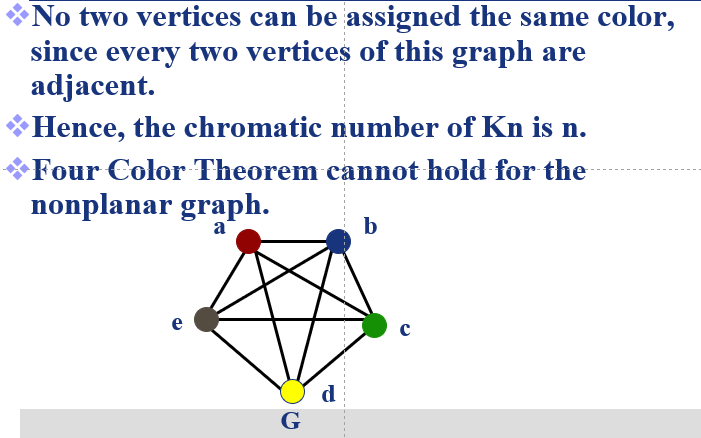 ❖No two vertices can be assigned the same color,
since every two vertices of this graph are
adjacent.
❖Hence, the chromatic number of Kn is n.
❖Four Color Theorem cannot hold for the
nonplanar graph.
a
b
e
c
d
G